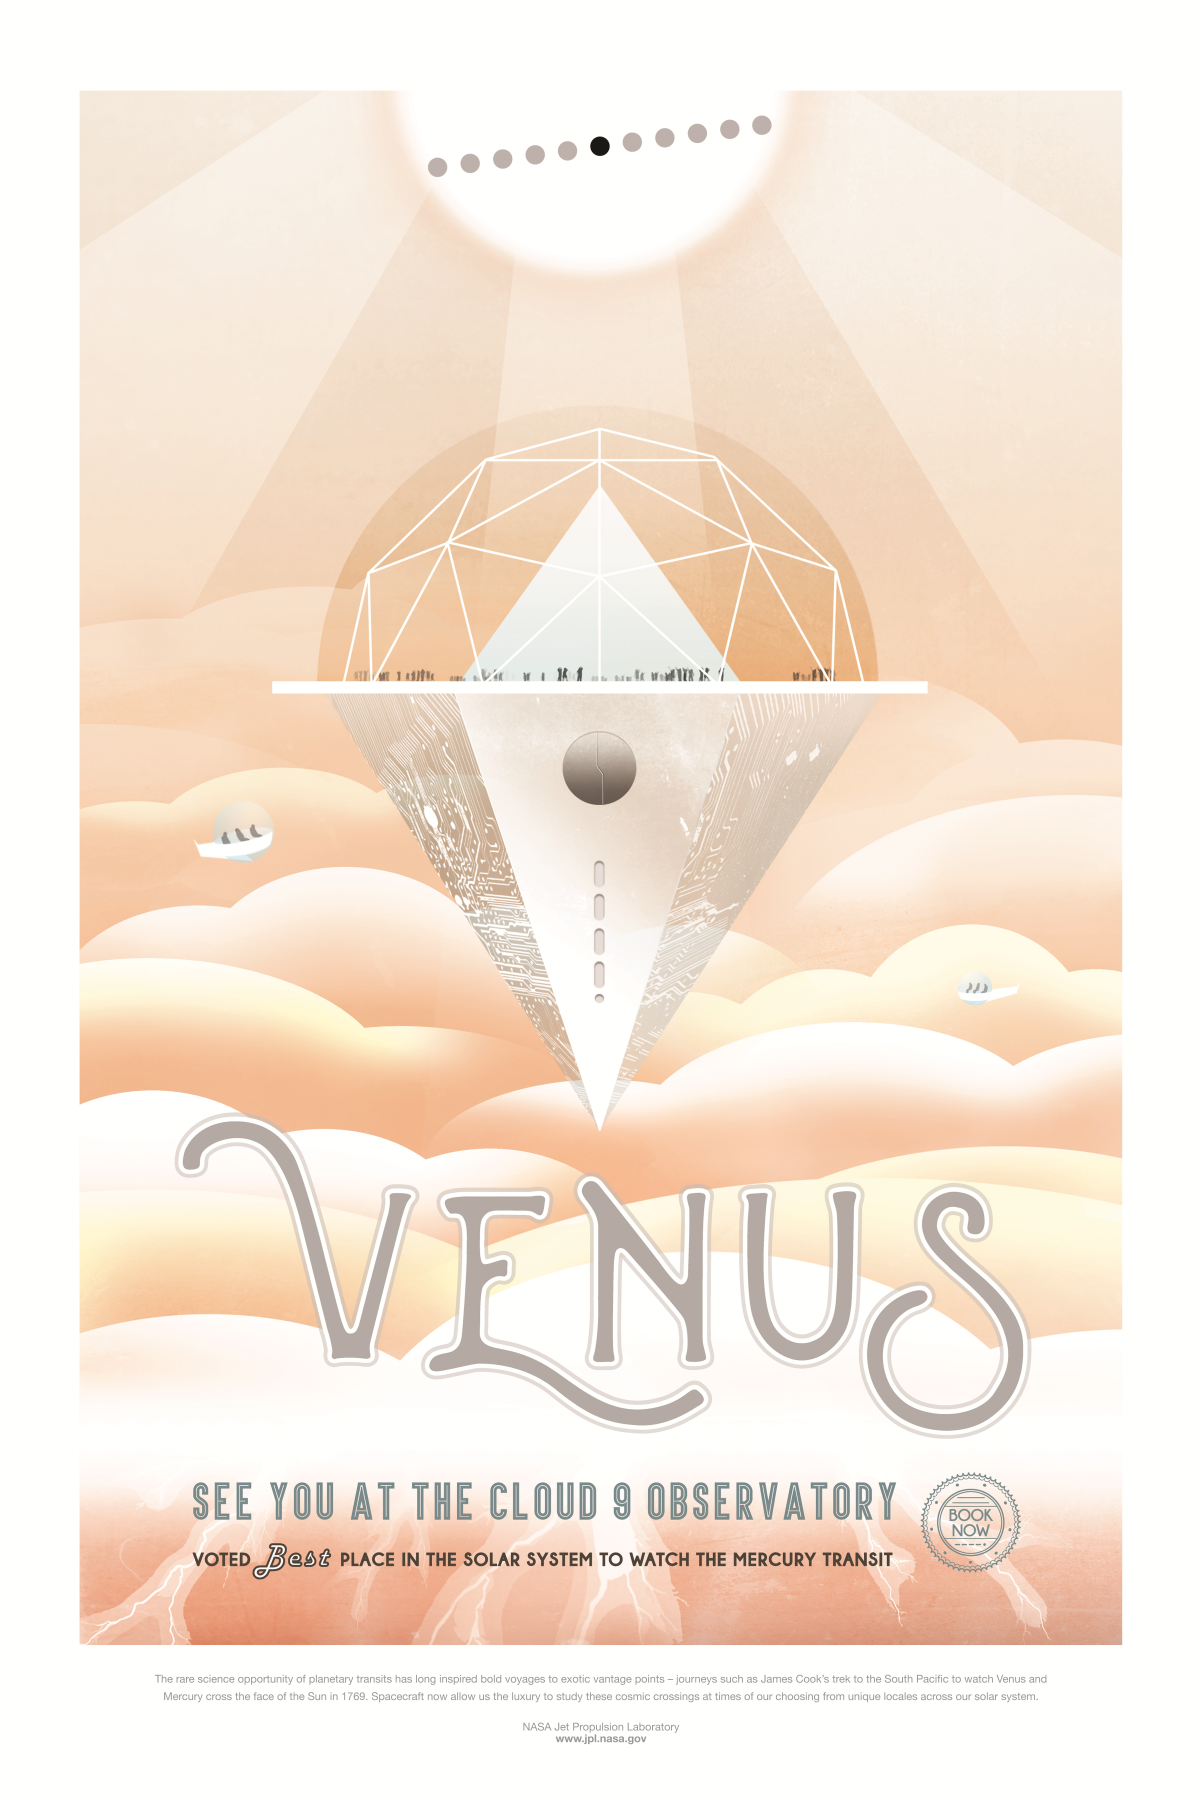 VENUS
SEE YOU AT THE CLOUD 9 OBSERVATORY
BOOK
NOW
VOTED Best PLACE IN THE SOLAR SYSTEM TO WATCH THE MERCURY TRANSIT
The rare science opportunity of planetary transits has long inspired bold voyages to exotic vantage points – journeys such as James Cook's trek to the South Pacific to watch Venus and
Mercury cross the face of the Sun in 1769. Spacecraft now allow us the luxury to study these cosmic crossings at times of our choosing from unique locales across our solar system.
NASA Jet Propulsion Laboratory
www.jpl.nasa.gov